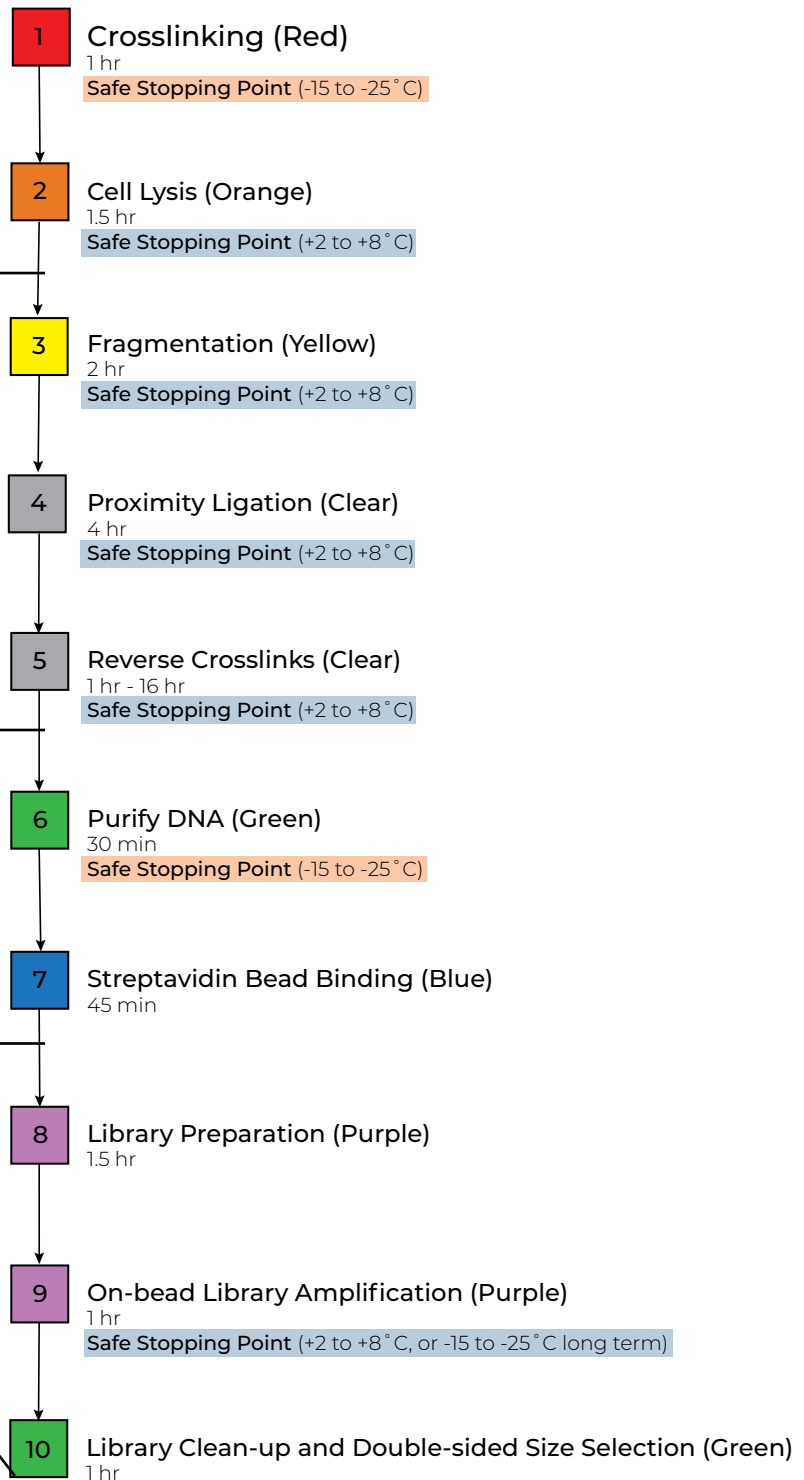 1
Crosslinking (Red)
1 hr
Safe Stopping Point (-15 to -25˚C)
2
Cell Lysis (Orange)
1.5 hr
Safe Stopping Point (+2 to +8˚C)
3
Fragmentation (Yellow)
2 hr
Safe Stopping Point (+2 to +8˚C)
4
Proximity Ligation (Clear)
4 hr
Safe Stopping Point (+2 to +8˚C)
5
Reverse Crosslinks (Clear)
1 hr - 16 hr
Safe Stopping Point (+2 to +8˚C)
6
Purify DNA (Green)
30 min
Safe Stopping Point (-15 to -25˚C)
7
Streptavidin Bead Binding (Blue)
45 min
8
Library Preparation (Purple)
1.5 hr
9
On-bead Library Amplification (Purple)
1 hr
Safe Stopping Point (+2 to +8˚C, or -15 to -25˚C long term)
10
Library Clean-up and Double-sided Size Selection (Green)
1 hr